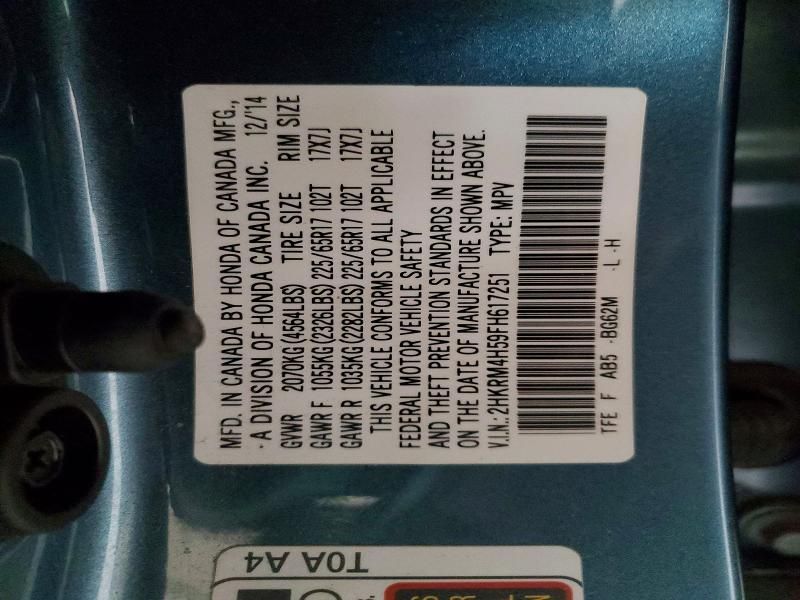 MFD. IN CANADA BY HONDA OF CANADA MFG.,
- A DIVISION OF HONDA CANADA INC. 12/'14
GVWR 2070KG(4564LBS) TIRE SIZE RIM SIZE
GAWR F 1055KG(2326LBS) 225/65R17 102T 17X7J
GAWR R 1035KG(2282LBS) 225/65R17 102T 17X7J
THIS VEHICLE CONFORMS TO ALL APPLICABLE
FEDERAL MOTOR VEHICLE SAFETY
AND THEFT PREVENTION STANDARDS IN EFFECT
ON THE DATE OF MANUFACTURE SHOWN ABOVE.
V.I.N.: 2HKRM4H59FH617251 TYPE: MPV
TFE F AB5 -BG62M -L -H
T0A A4